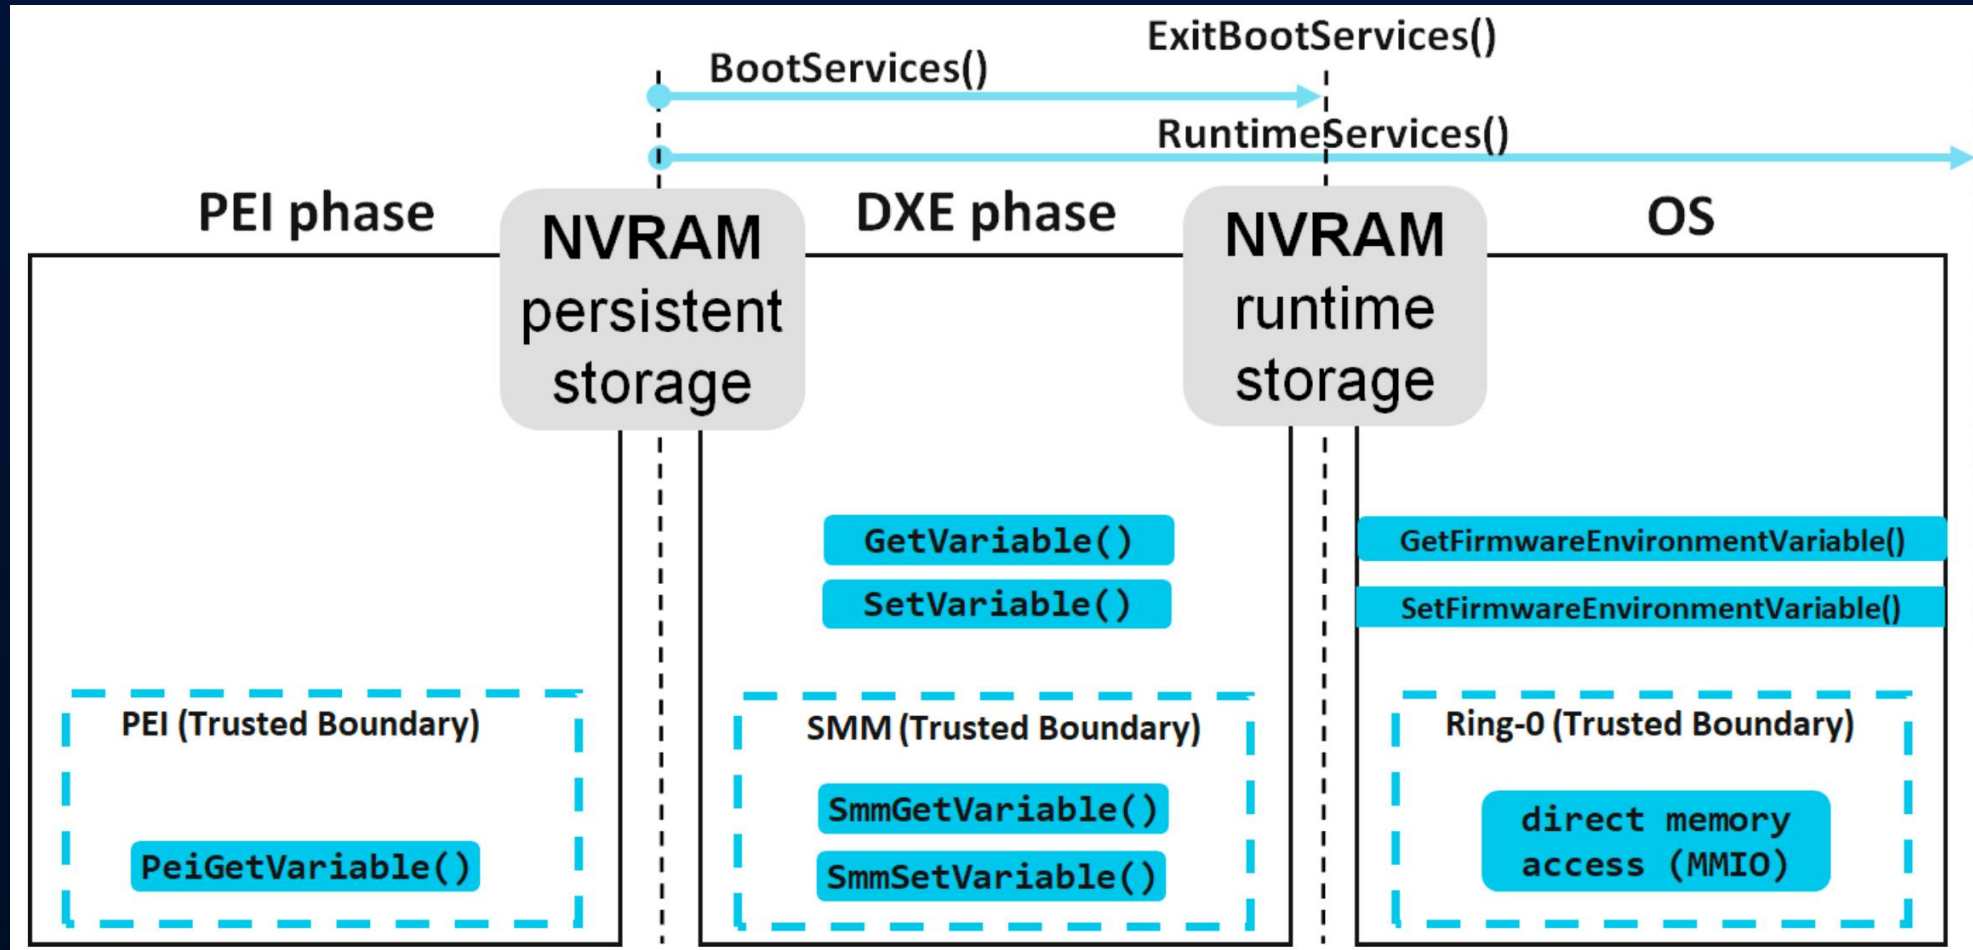 ExitBootServices()
BootServices()
RuntimeServices()
PEI phase
NVRAM
persistent
storage
DXE phase
NVRAM
runtime
storage
OS
GetVariable()
SetVariable()
GetFirmwareEnvironmentVariable()
SetFirmwareEnvironmentVariable()
PEI (Trusted Boundary)
PeiGetVariable()
SMM (Trusted Boundary)
SmmGetVariable()
SmmSetVariable()
Ring-0 (Trusted Boundary)
direct memory
access (MMIO)